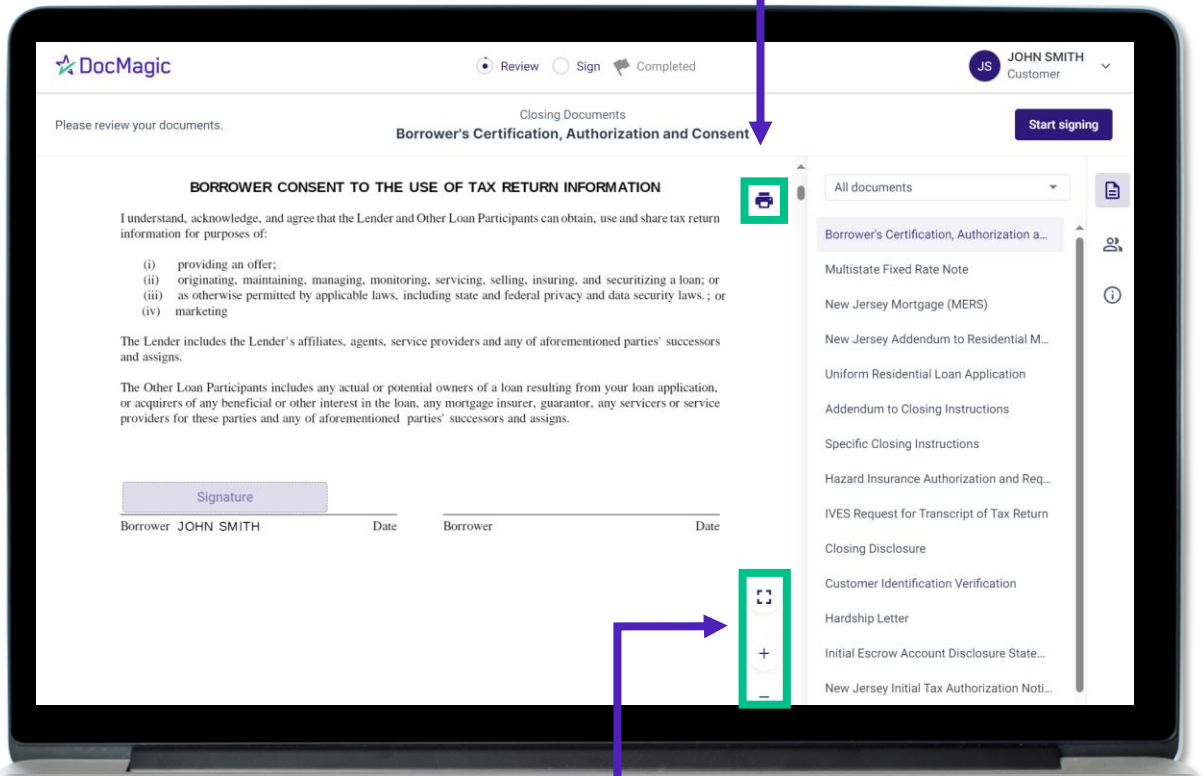 DocMagic
Review Sign Completed
JS
JOHN SMITH
Customer
Please review your documents.
Closing Documents
Borrower's Certification, Authorization and Consent
Start signing
BORROWER CONSENT TO THE USE OF TAX RETURN INFORMATION
I understand, acknowledge, and agree that the Lender and Other Loan Participants can obtain, use and share tax return
information for purposes of:
(i) providing an offer;
(ii) originating, maintaining, managing, monitoring, servicing, selling, insuring, and securitizing a loan; or
(iii) as otherwise permitted by applicable laws, including state and federal privacy and data security laws. ; or
(iv) marketing
The Lender includes the Lender's affiliates, agents, service providers and any of aforementioned parties' successors
and assigns.
The Other Loan Participants includes any actual or potential owners of a loan resulting from your loan application,
or acquirers of any beneficial or other interest in the loan, any mortgage insurer, guarantor, any servicers or service
providers for these parties and any of aforementioned parties' successors and assigns.
Signature
Borrower JOHN SMITH Date Borrower Date
All documents
Borrower's Certification, Authorization a...
Multistate Fixed Rate Note
New Jersey Mortgage (MERS)
New Jersey Addendum to Residential M...
Uniform Residential Loan Application
Addendum to Closing Instructions
Specific Closing Instructions
Hazard Insurance Authorization and Req...
IVES Request for Transcript of Tax Return
Closing Disclosure
Customer Identification Verification
Hardship Letter
Initial Escrow Account Disclosure State...
New Jersey Initial Tax Authorization Noti...